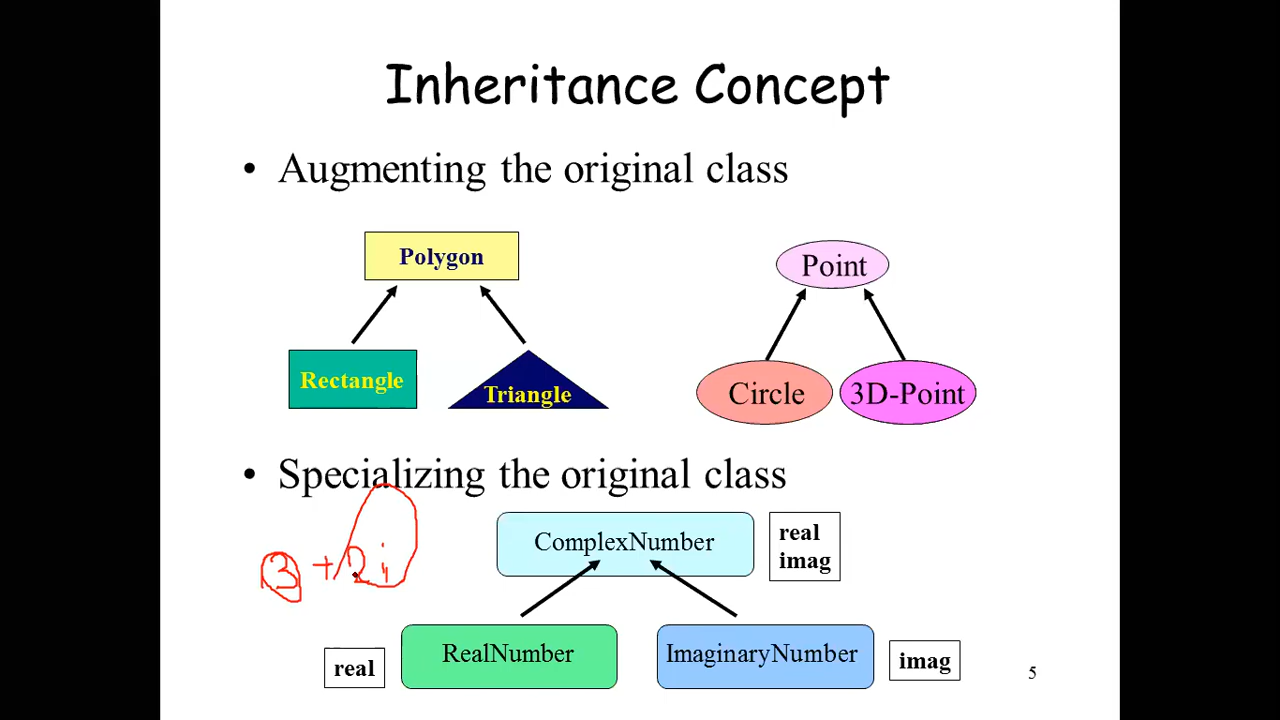 Inheritance Concept
• Augmenting the original class
Polygon
Point
Rectangle
Triangle
Circle
3D-Point
• Specializing the original class
3 + 2i
ComplexNumber
real
imag
RealNumber
real
ImaginaryNumber
imag
5